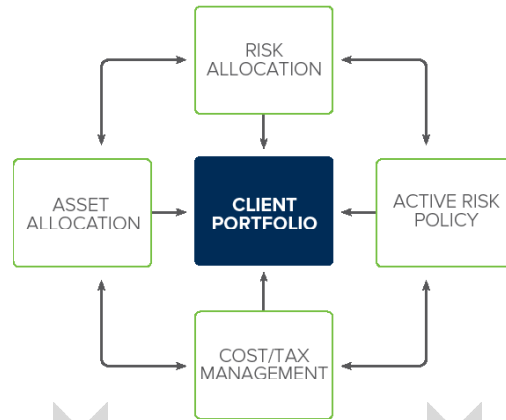 RISK
ALLOCATION
ASSET
ALLOCATION
CLIENT
PORTFOLIO
ACTIVE RISK
POLICY
COST/TAX
MANAGEMENT